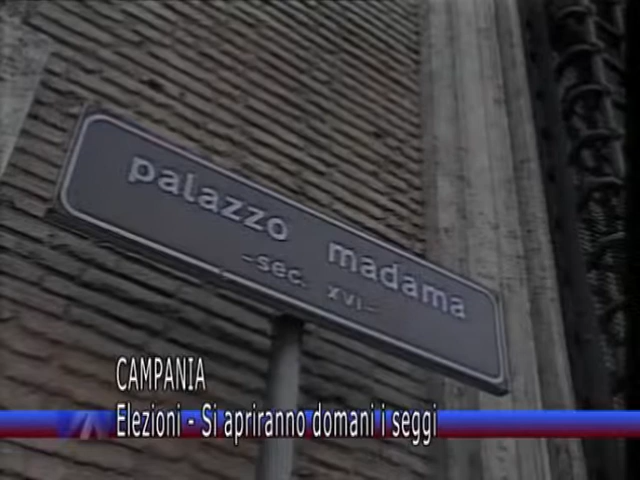 palazzo madama
-sec. xvi-
CAMPANIA
Elezioni - Si apriranno domani i seggi